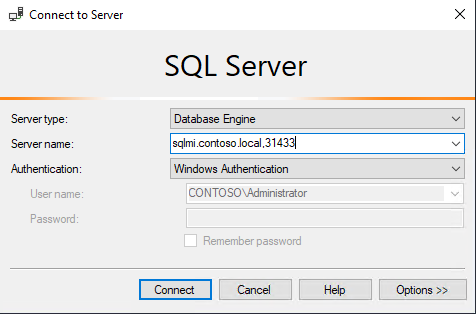 Connect to Server
SQL Server
Server type: Database Engine
Server name: sqlmi.contoso.local,31433
Authentication: Windows Authentication
User name: CONTOSO\Administrator
Password:
Remember password
Connect Cancel Help Options >>